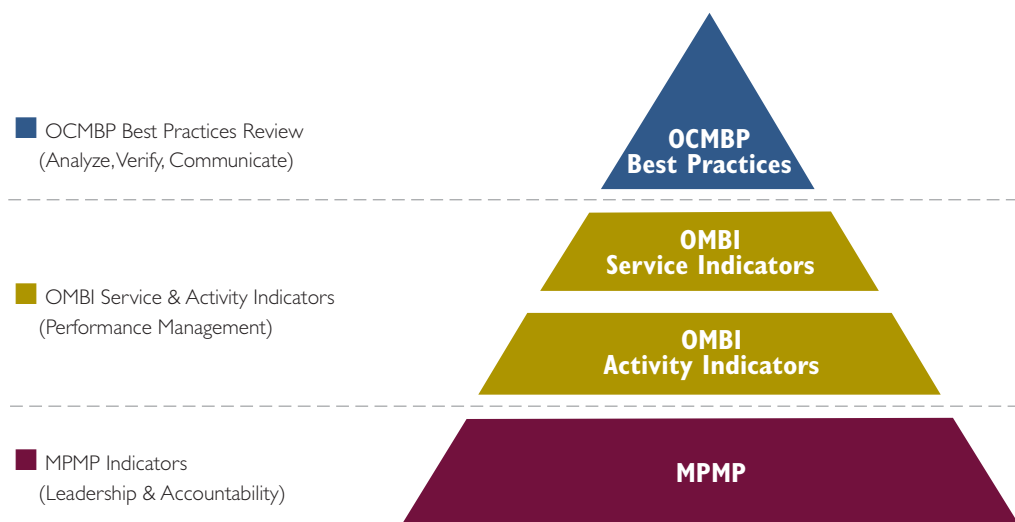 OCMBP Best Practices Review
(Analyze, Verify, Communicate)
OCMBP
Best Practices
OMBI
Service Indicators
OMBI Service & Activity Indicators
(Performance Management)
OMBI
Activity Indicators
MPMP Indicators
(Leadership & Accountability)
MPMP